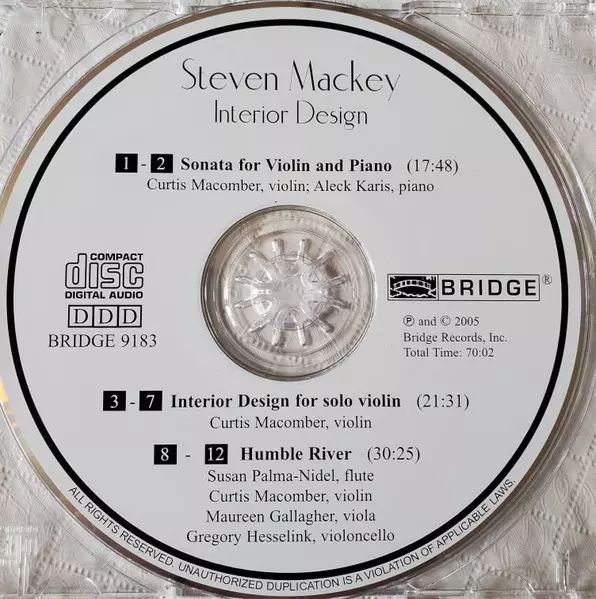 Steven Mackey
Interior Design
1 - 2 Sonata for Violin and Piano (17:48)
Curtis Macomber, violin; Aleck Karis, piano
COMPACT
disc
DIGITAL AUDIO
DDD
BRIDGE 9183
BRIDGE®
℗ and © 2005
Bridge Records, Inc.
Total Time: 70:02
3 - 7 Interior Design for solo violin (21:31)
Curtis Macomber, violin
8 - 12 Humble River (30:25)
Susan Palma-Nidel, flute
Curtis Macomber, violin
Maureen Gallagher, viola
Gregory Hesselink, violoncello
ALL RIGHTS RESERVED. UNAUTHORIZED DUPLICATION IS A VIOLATION OF APPLICABLE LAWS.